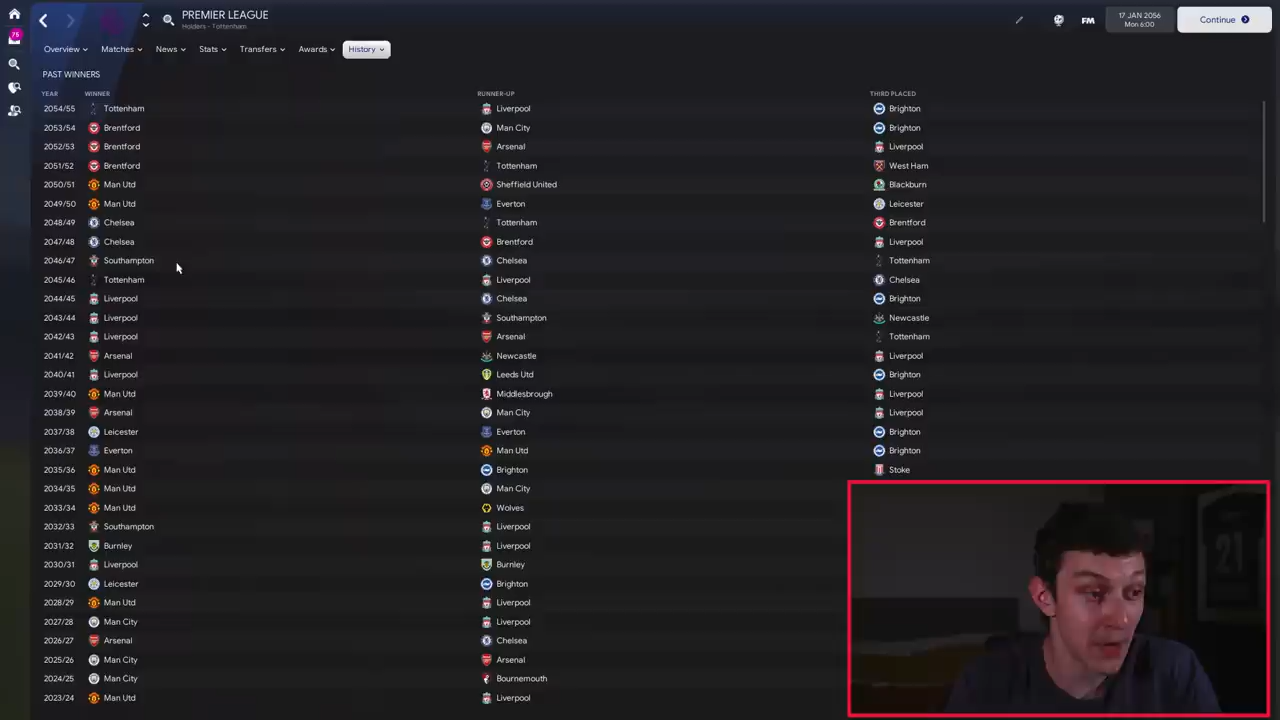 PREMIER LEAGUE
Holders - Tottenham
75
FM
17 JAN 2056
Mon 6:00
Continue
Overview Matches News Stats Transfers Awards History
PAST WINNERS
YEAR WINNER RUNNER-UP THIRD PLACED
2054/55 Tottenham Liverpool Brighton
2053/54 Brentford Man City Brighton
2052/53 Brentford Arsenal Liverpool
2051/52 Brentford Tottenham West Ham
2050/51 Man Utd Sheffield United Blackburn
2049/50 Man Utd Everton Leicester
2048/49 Chelsea Tottenham Brentford
2047/48 Chelsea Brentford Liverpool
2046/47 Southampton Chelsea Tottenham
2045/46 Tottenham Liverpool Chelsea
2044/45 Liverpool Chelsea Brighton
2043/44 Liverpool Southampton Newcastle
2042/43 Liverpool Arsenal Tottenham
2041/42 Arsenal Newcastle Liverpool
2040/41 Liverpool Leeds Utd Brighton
2039/40 Man Utd Middlesbrough Liverpool
2038/39 Arsenal Man City Liverpool
2037/38 Leicester Everton Brighton
2036/37 Everton Man Utd Brighton
2035/36 Man Utd Brighton Stoke
2034/35 Man Utd Man City
2033/34 Man Utd Wolves
2032/33 Southampton Liverpool
2031/32 Burnley Liverpool
2030/31 Liverpool Burnley
2029/30 Leicester Brighton
2028/29 Man Utd Liverpool
2027/28 Man City Liverpool
2026/27 Arsenal Chelsea
2025/26 Man City Arsenal
2024/25 Man City Bournemouth
2023/24 Man Utd Liverpool
21